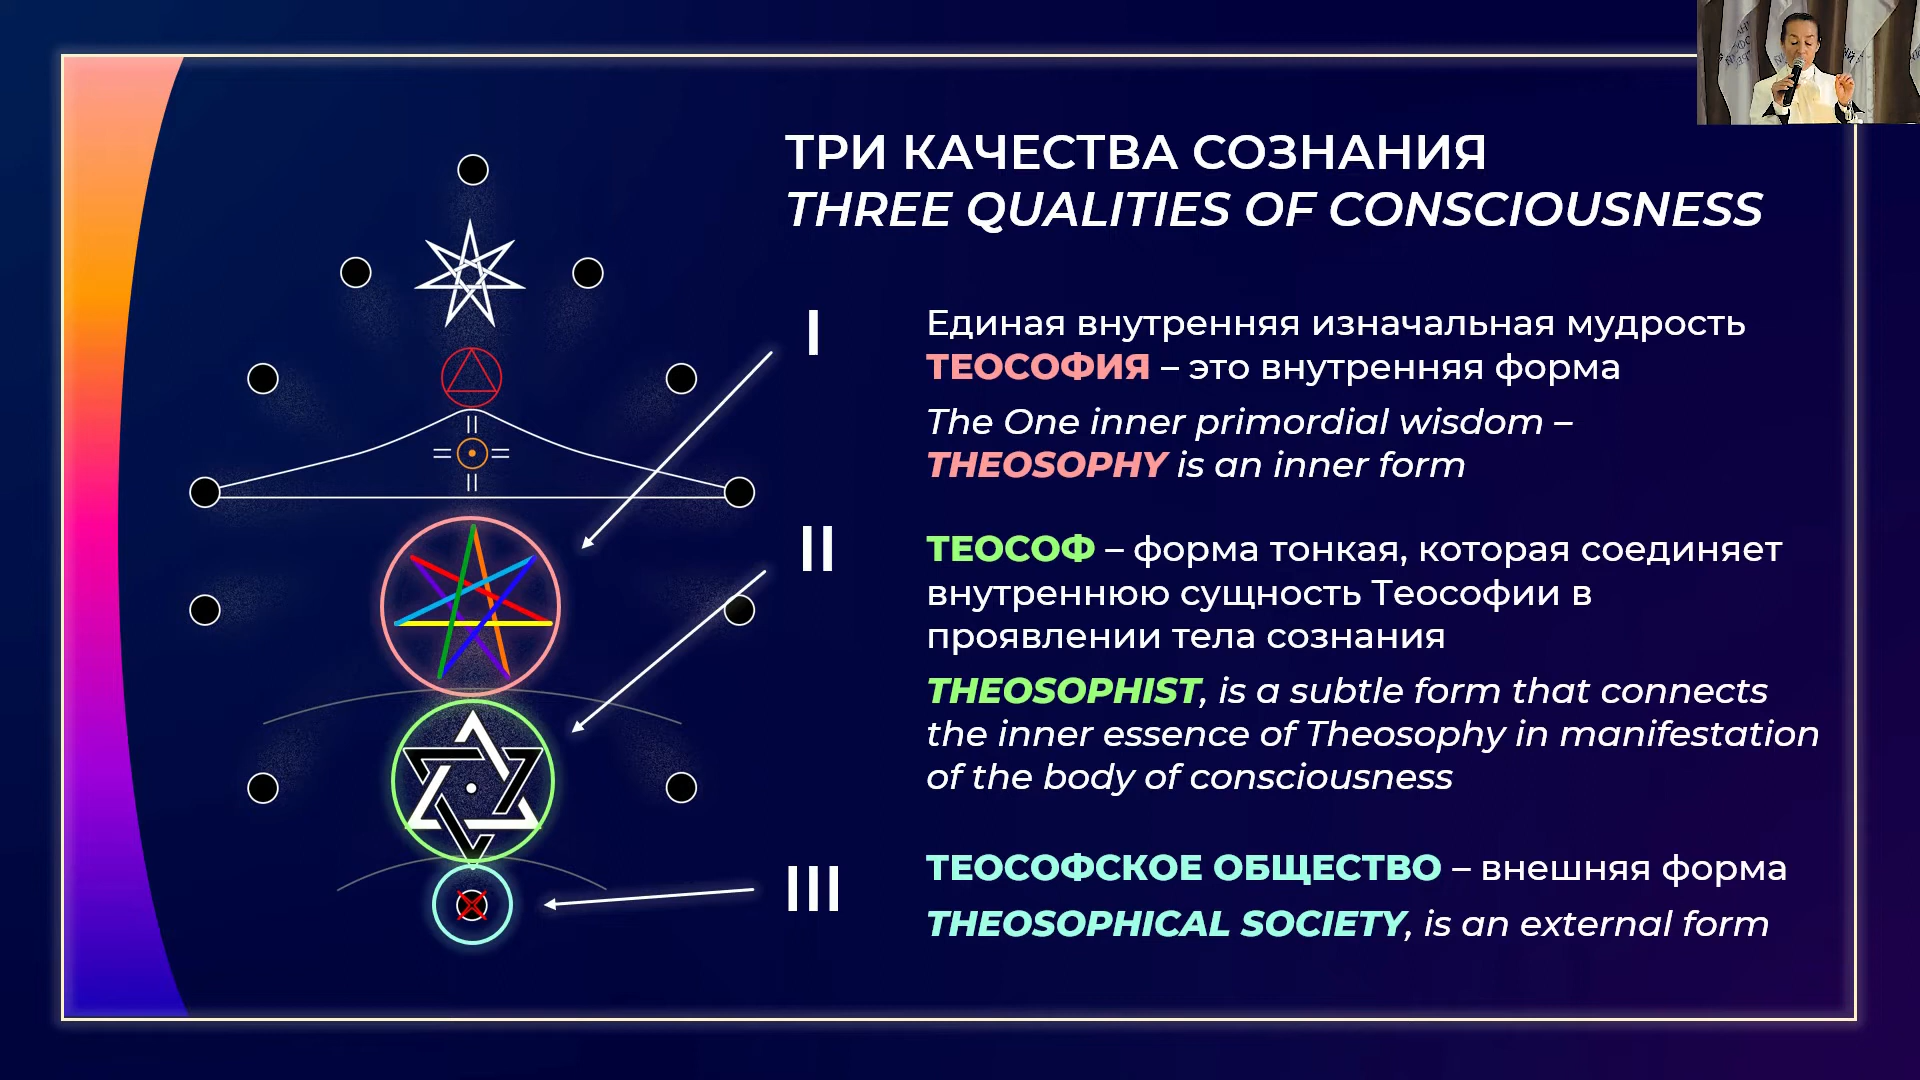 ТРИ КАЧЕСТВА СОЗНАНИЯ
THREE QUALITIES OF CONSCIOUSNESS
I
Единая внутренняя изначальная мудрость
ТЕОСОФИЯ – это внутренняя форма
The One inner primordial wisdom –
THEOSOPHY is an inner form
II
ТЕОСОФ – форма тонкая, которая соединяет
внутреннюю сущность Теософии в
проявлении тела сознания
THEOSOPHIST, is a subtle form that connects
the inner essence of Theosophy in manifestation
of the body of consciousness
III
ТЕОСОФСКОЕ ОБЩЕСТВО – внешняя форма
THEOSOPHICAL SOCIETY, is an external form